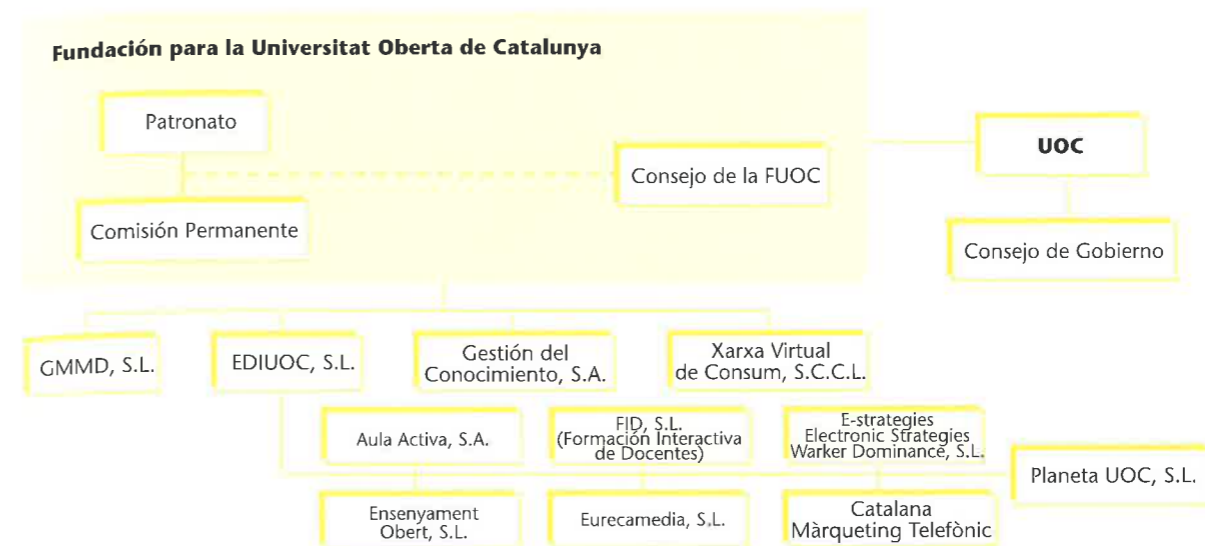 Fundación para la Universitat Oberta de Catalunya
Patronato
Consejo de la FUOC
UOC
Comisión Permanente
Consejo de Gobierno
GMMD, S.L.
EDIUOC, S.L.
Gestión del
Conocimiento, S.A.
Xarxa Virtual
de Consum, S.C.C.L.
Aula Activa, S.A.
FID, S.L.
(Formación Interactiva
de Docentes)
E-strategies
Electronic Strategies
Warker Dominance, S.L.
Planeta UOC, S.L.
Ensenyament
Obert, S.L.
Eurecamedia, S.L.
Catalana
Màrqueting Telefònic